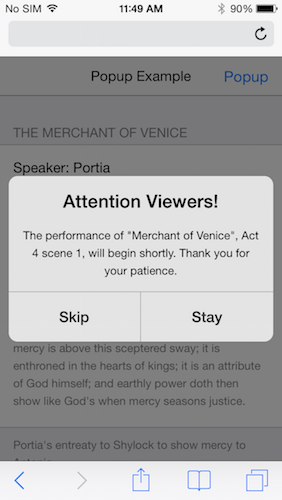 No SIM 11:49 AM 90%
Popup Example Popup
THE MERCHANT OF VENICE
Speaker: Portia
Attention Viewers!
The performance of "Merchant of Venice", Act
4 scene 1, will begin shortly. Thank you for
your patience.
Skip Stay
mercy is above this sceptered sway; it is
enthroned in the hearts of kings; it is an attribute
of God himself; and earthly power doth then
show like God's when mercy seasons justice.
Portia's entreaty to Shylock to show mercy to